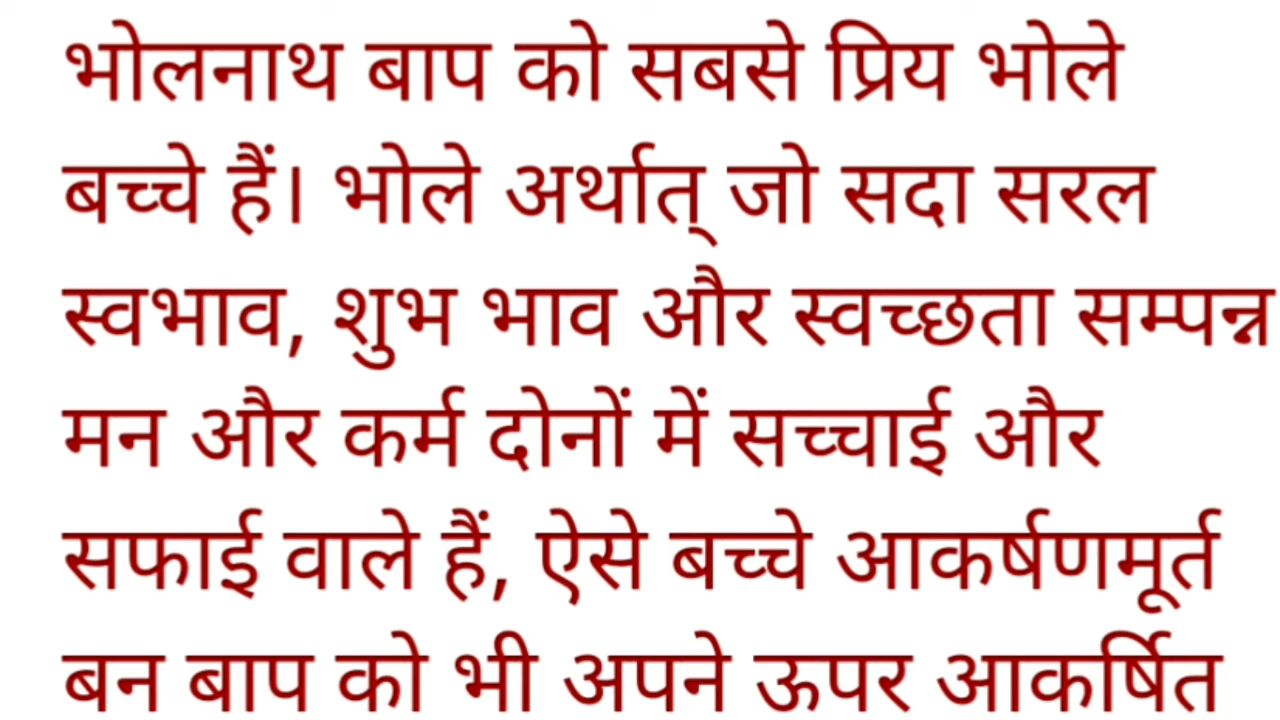 भोलनाथ बाप को सबसे प्रिय भोले
बच्चे हैं। भोले अर्थात् जो सदा सरल
स्वभाव, शुभ भाव और स्वच्छता सम्पन्न
मन और कर्म दोनों में सच्चाई और
सफाई वाले हैं, ऐसे बच्चे आकर्षणमूर्त
बन बाप को भी अपने ऊपर आकर्षित